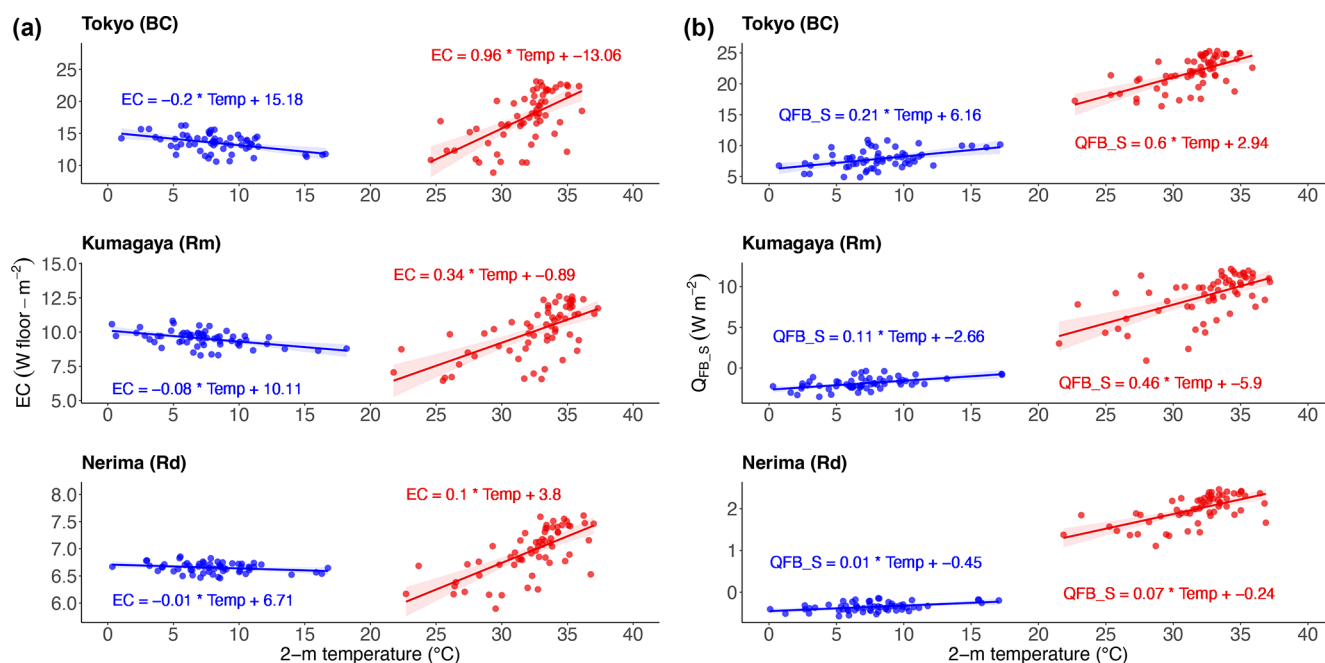 (a)
Tokyo (BC)
EC = −0.2 * Temp + 15.18
EC = 0.96 * Temp + −13.06
25
20
15
10
0 5 10 15 20 25 30 35 40
Kumagaya (Rm)
EC = 0.34 * Temp + −0.89
EC = −0.08 * Temp + 10.11
15.0
12.5
10.0
7.5
5.0
EC (W floor−m⁻²)
0 5 10 15 20 25 30 35 40
Nerima (Rd)
EC = 0.1 * Temp + 3.8
EC = −0.01 * Temp + 6.71
8.0
7.5
7.0
6.5
6.0
0 5 10 15 20 25 30 35 40
2−m temperature (°C)
(b)
Tokyo (BC)
QFB_S = 0.21 * Temp + 6.16
QFB_S = 0.6 * Temp + 2.94
25
20
15
10
5
0 5 10 15 20 25 30 35 40
Kumagaya (Rm)
QFB_S = 0.11 * Temp + −2.66
QFB_S = 0.46 * Temp + −5.9
10
5
0
Q_FB_S (W m⁻²)
0 5 10 15 20 25 30 35 40
Nerima (Rd)
QFB_S = 0.01 * Temp + −0.45
QFB_S = 0.07 * Temp + −0.24
2
1
0
0 5 10 15 20 25 30 35 40
2−m temperature (°C)